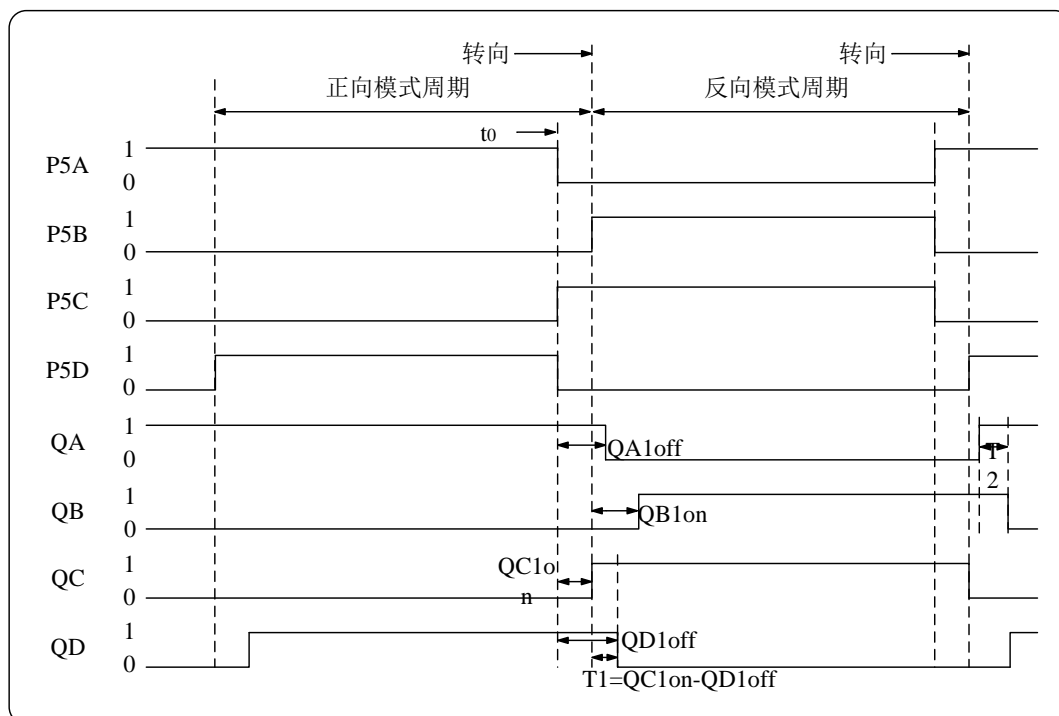 转向 转向
正向模式周期 反向模式周期
t0
P5A 1
0
P5B 1
0
P5C 1
0
P5D 1
0
QA 1
0
QA1off
T
2
QB 1
0
QB1on
QC 1
0
QC1o
n
QD 1
0
QD1off
T1=QC1on-QD1off